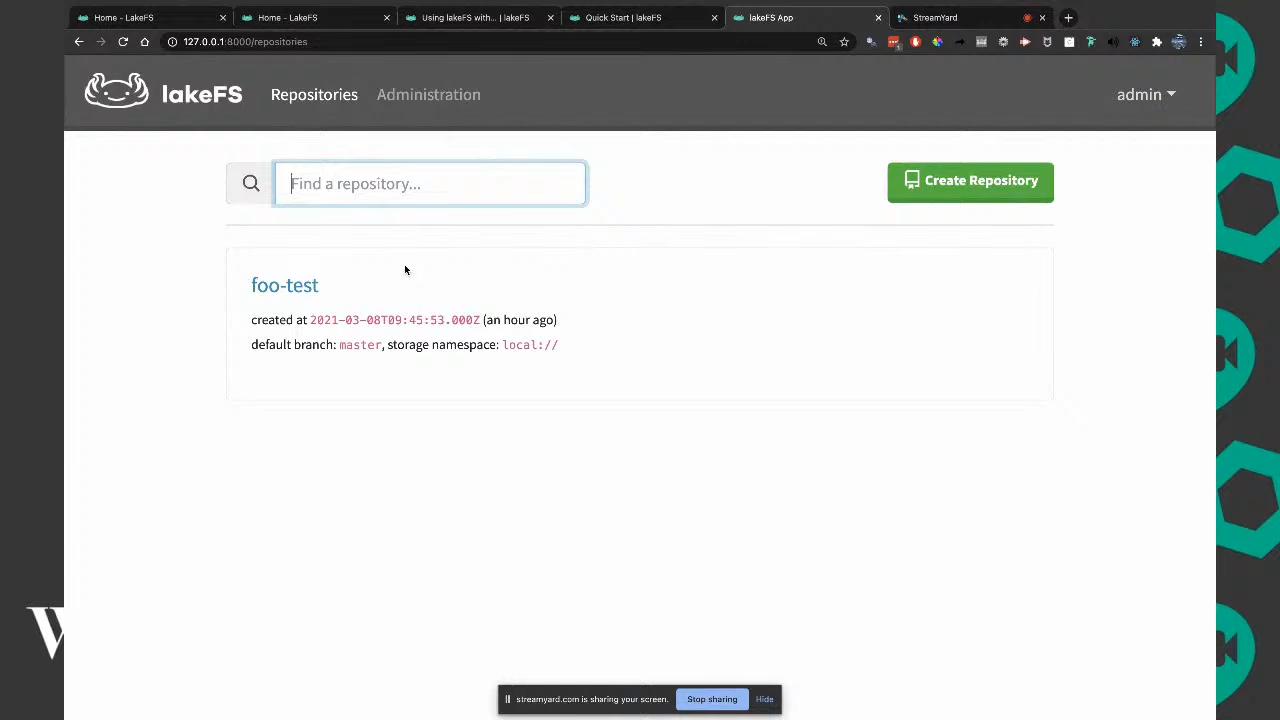 Home - LakeFS
Home - LakeFS
Using lakeFS with... | lakeFS
Quick Start | lakeFS
lakeFS App
StreamYard
127.0.0.1:8000/repositories
lakeFS
Repositories
Administration
admin
Find a repository...
Create Repository
foo-test
created at 2021-03-08T09:45:53.000Z (an hour ago)
default branch: master, storage namespace: local://
streamyard.com is sharing your screen.
Stop sharing
Hide